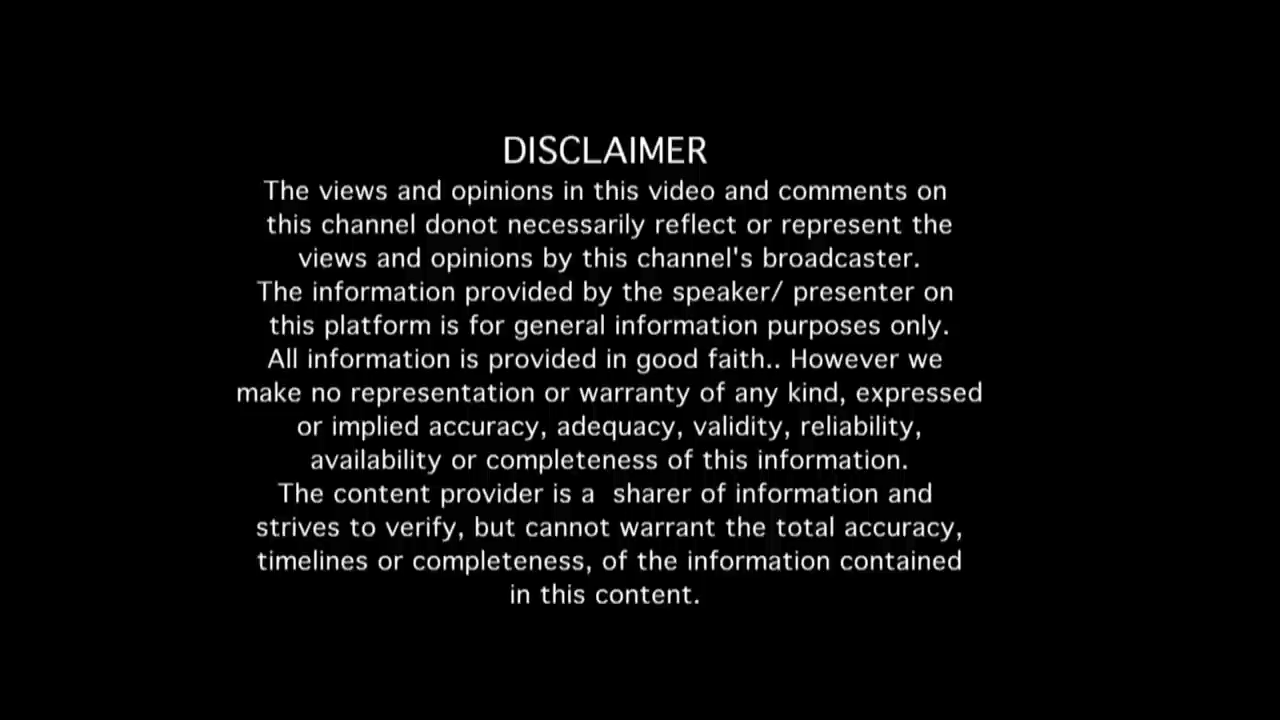 DISCLAIMER
The views and opinions in this video and comments on
this channel donot necessarily reflect or represent the
views and opinions by this channel's broadcaster.
The information provided by the speaker/ presenter on
this platform is for general information purposes only.
All information is provided in good faith.. However we
make no representation or warranty of any kind, expressed
or implied accuracy, adequacy, validity, reliability,
availability or completeness of this information.
The content provider is a  sharer of information and
strives to verify, but cannot warrant the total accuracy,
timelines or completeness, of the information contained
in this content.